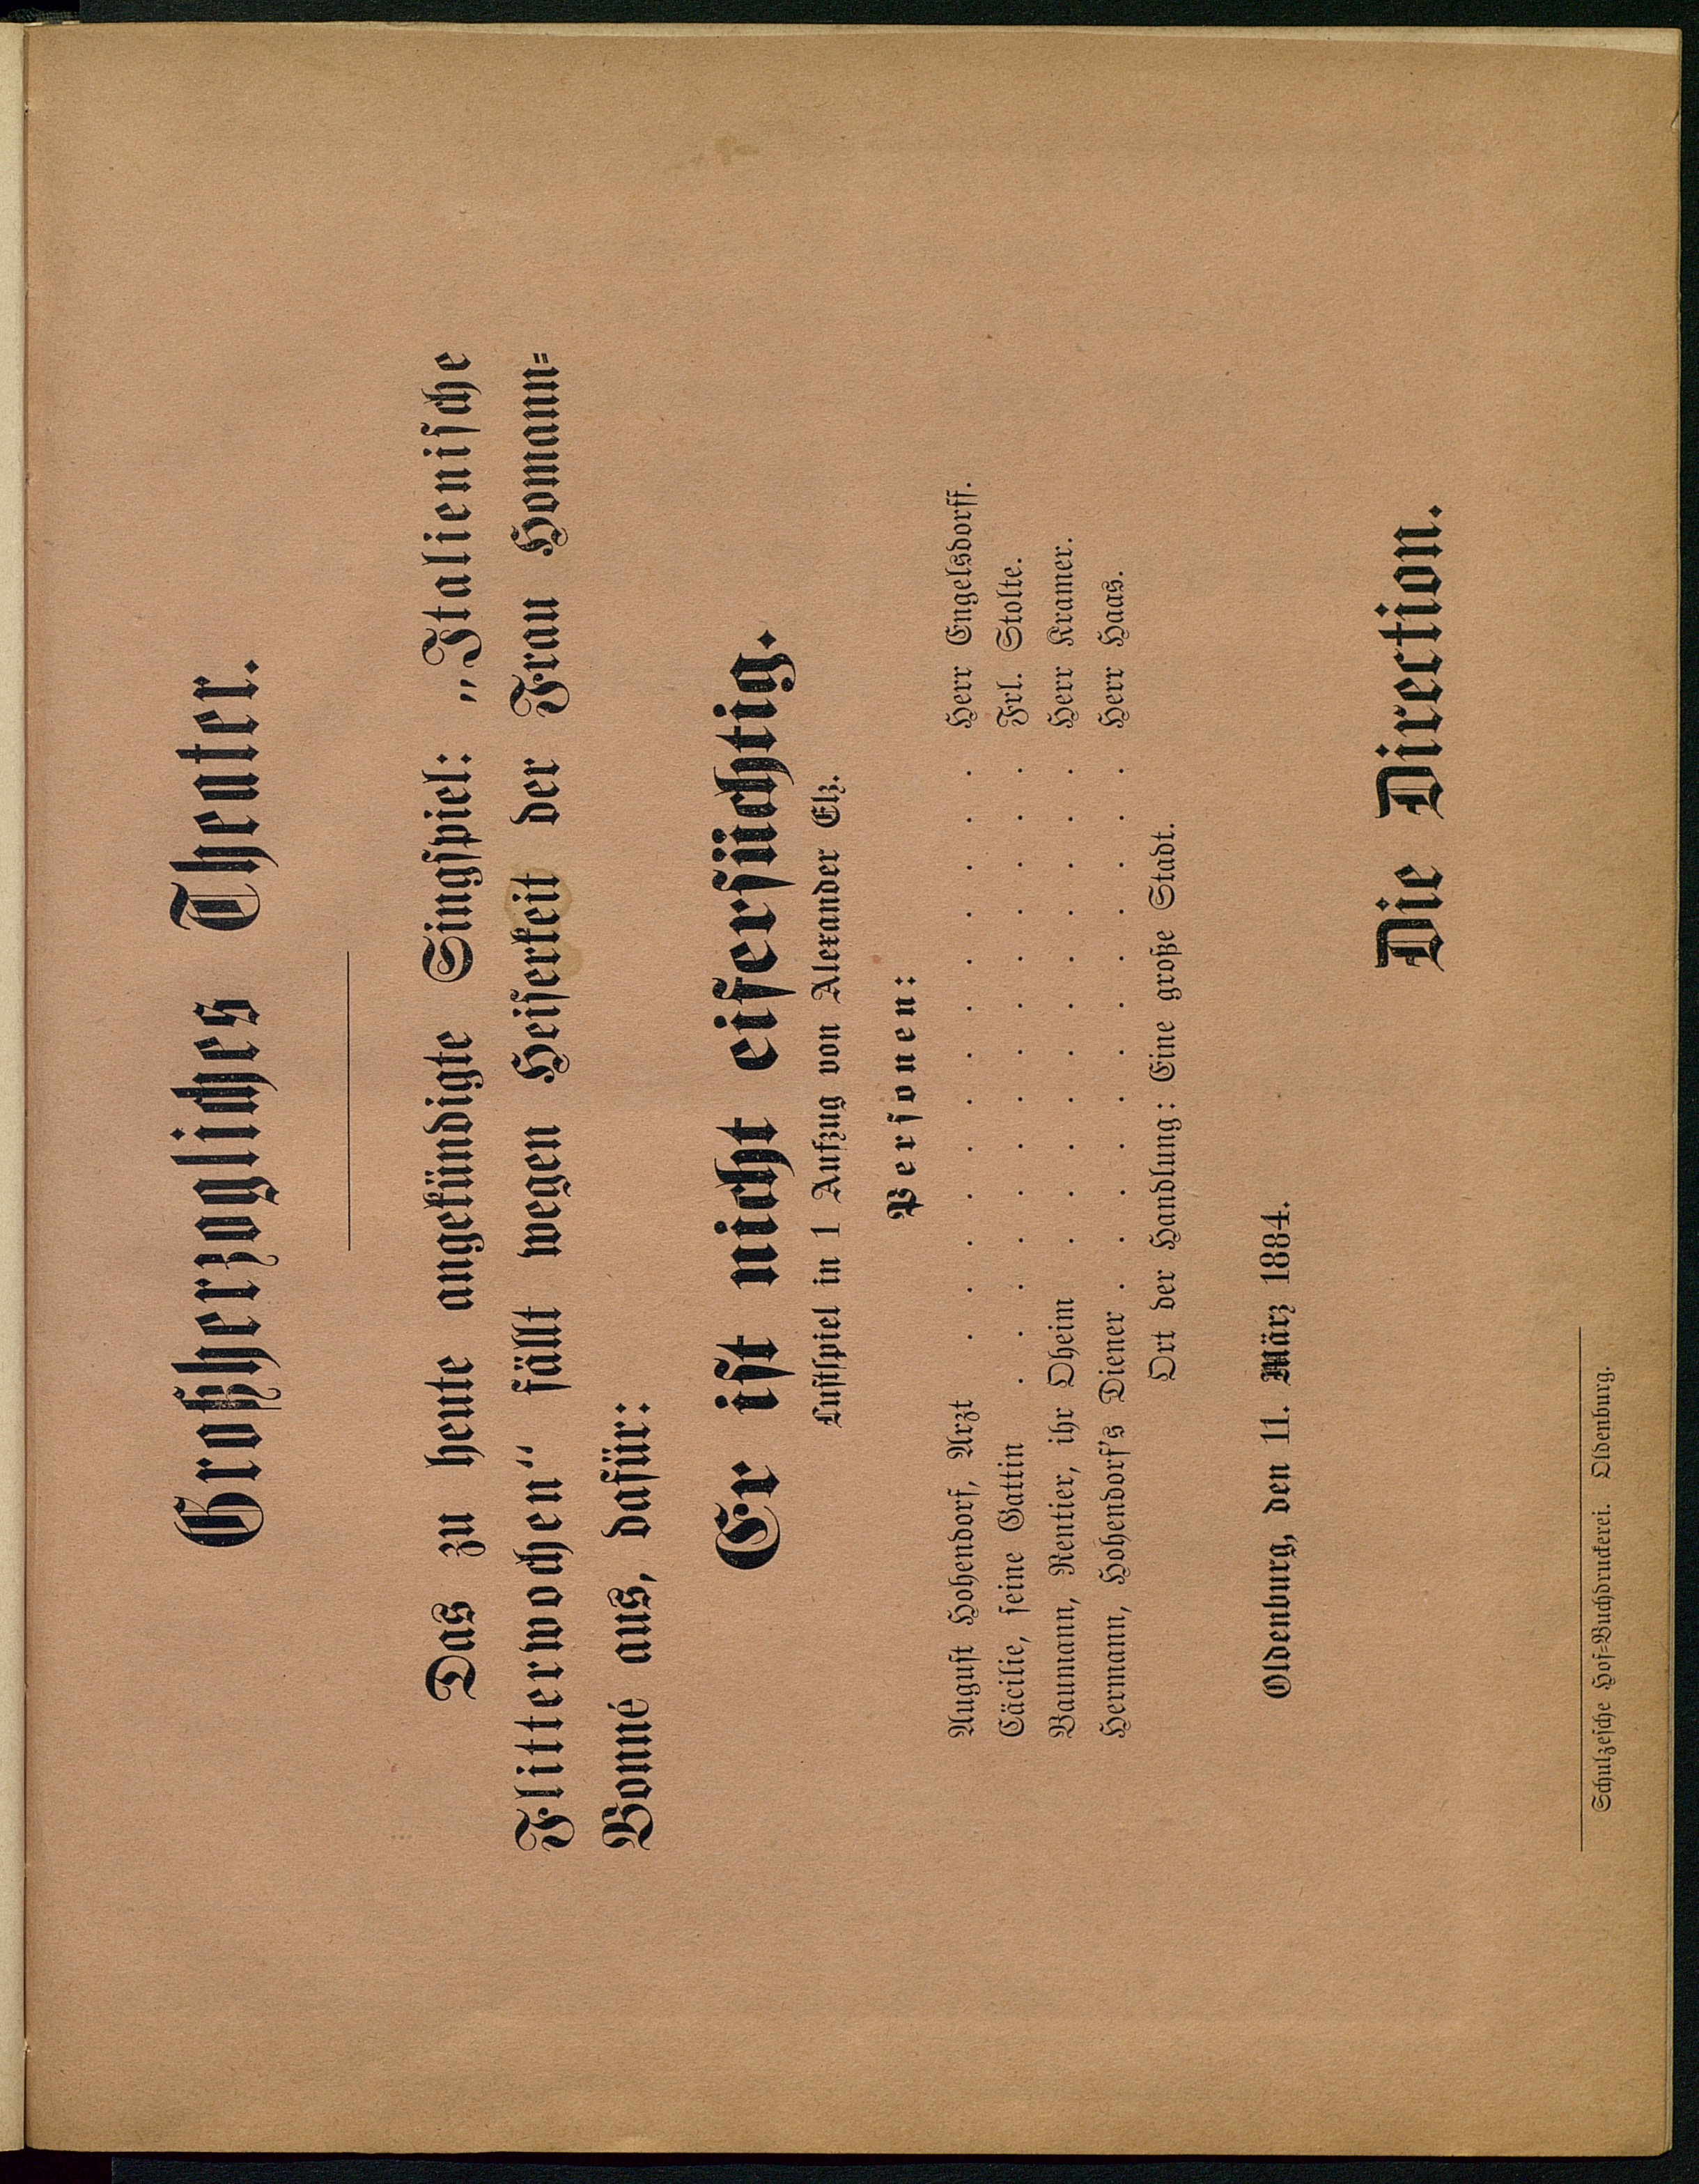 Großherzogliches Theater.
Das zu heute angekündigte Singspiel: „Italienische
Flitterwochen“ fällt wegen Heiserkeit der Frau Homann-
Bonné aus, dafür:
Er ist nicht eifersüchtig.
Lustspiel in 1 Aufzug von Alexander Elz.
Personen:
August Hohendorf, Arzt . . . . . . . . . . . . . Herr Engelsdorff.
Cäcilie, seine Gattin . . . . . . . . . . . . . . Frl. Stolte.
Baumann, Rentier, ihr Oheim . . . . . . . . . . . Herr Kramer.
Hermann, Hohendorf's Diener . . . . . . . . . . . . Herr Haas.
Ort der Handlung: Eine große Stadt.
Oldenburg, den 11. März 1884.
Die Direction.
Schulzesche Hof-Buchdruckerei. Oldenburg.